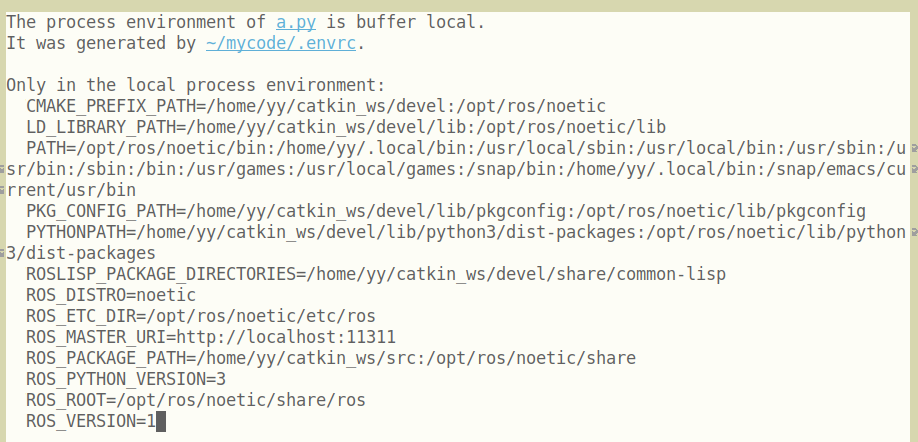 The process environment of a.py is buffer local.
It was generated by ~/mycode/.envrc.
Only in the local process environment:
CMAKE_PREFIX_PATH=/home/yy/catkin_ws/devel:/opt/ros/noetic
LD_LIBRARY_PATH=/home/yy/catkin_ws/devel/lib:/opt/ros/noetic/lib
PATH=/opt/ros/noetic/bin:/home/yy/.local/bin:/usr/local/sbin:/usr/local/bin:/usr/sbin:/u
sr/bin:/sbin:/bin:/usr/games:/usr/local/games:/snap/bin:/home/yy/.local/bin:/snap/emacs/cu
rrent/usr/bin
PKG_CONFIG_PATH=/home/yy/catkin_ws/devel/lib/pkgconfig:/opt/ros/noetic/lib/pkgconfig
PYTHONPATH=/home/yy/catkin_ws/devel/lib/python3/dist-packages:/opt/ros/noetic/lib/python
3/dist-packages
ROSLISP_PACKAGE_DIRECTORIES=/home/yy/catkin_ws/devel/share/common-lisp
ROS_DISTRO=noetic
ROS_ETC_DIR=/opt/ros/noetic/etc/ros
ROS_MASTER_URI=http://localhost:11311
ROS_PACKAGE_PATH=/home/yy/catkin_ws/src:/opt/ros/noetic/share
ROS_PYTHON_VERSION=3
ROS_ROOT=/opt/ros/noetic/share/ros
ROS_VERSION=1